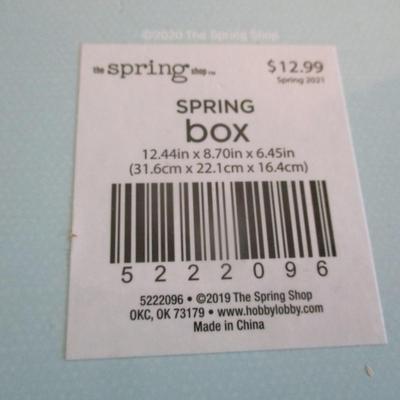 ©2020 The Spring Shop
the spring shop™ $12.99
Spring 2021
SPRING
box
12.44in x 8.70in x 6.45in
(31.6cm x 22.1cm x 16.4cm)
5222096
5222096 • ©2019 The Spring Shop
OKC, OK 73179 • www.hobbylobby.com
Made in China